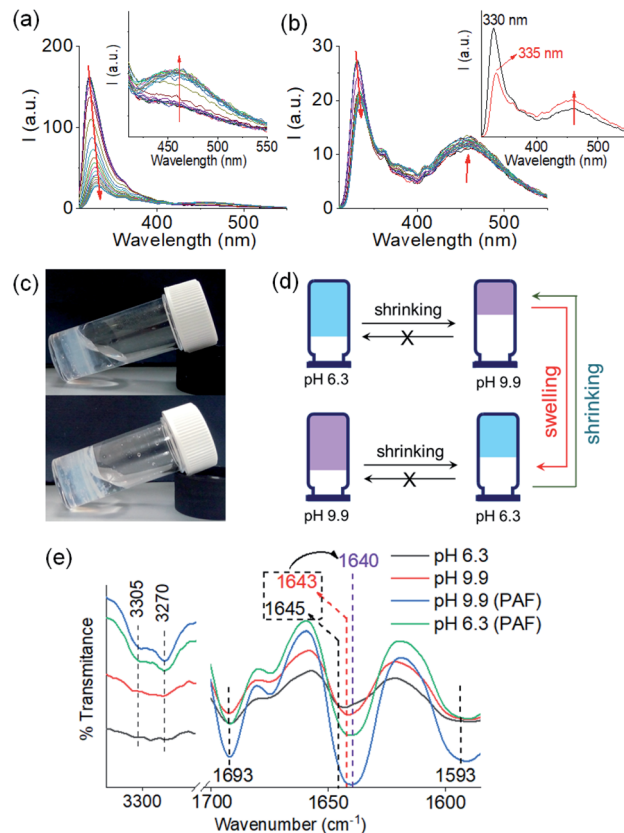 (a)
200
100
0
I (a.u.)
400
500
Wavelength (nm)
I (a.u.)
450
500
550
Wavelength (nm)
(b)
30
20
10
0
I (a.u.)
400
500
Wavelength (nm)
330 nm
335 nm
I (a.u.)
400
500
Wavelength (nm)
(c)
(d)
pH 6.3
shrinking
X
pH 9.9
pH 9.9
shrinking
X
pH 6.3
swelling
shrinking
(e)
3305
3270
1643
1645
1640
pH 6.3
pH 9.9
pH 9.9 (PAF)
pH 6.3 (PAF)
% Transmitance
1693
1593
3300
1700
1650
1600
Wavenumber (cm-1)